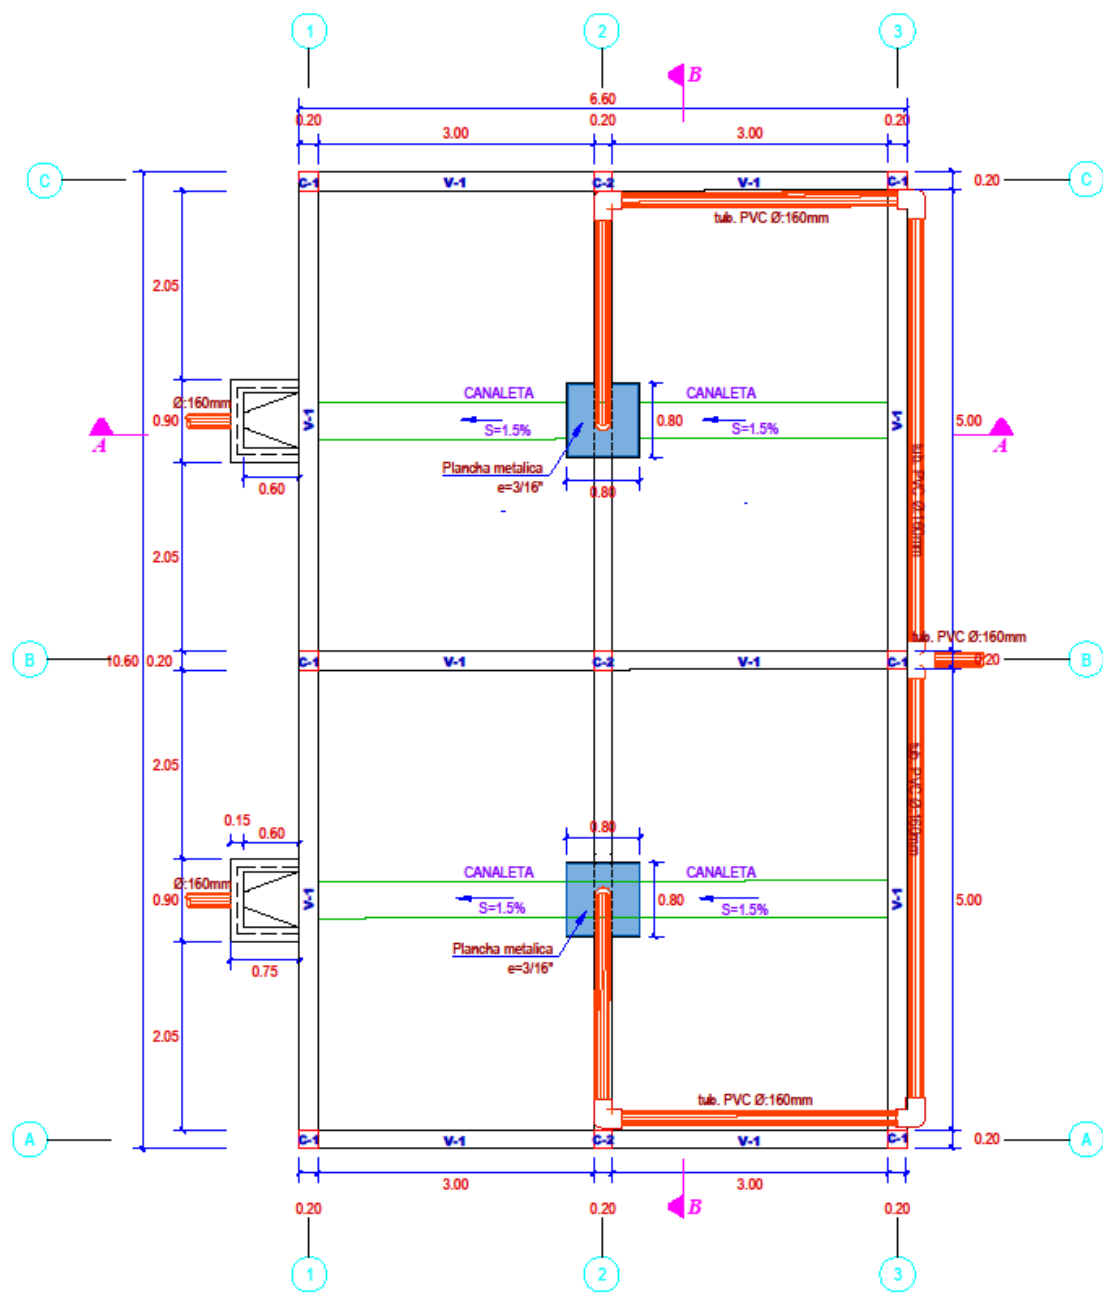 1
2
3
B
6.60
0.20
0.20
0.20
3.00
3.00
C
C-1
V-1
C-2
V-1
C-1
0.20
C
tub. PVC Ø:160mm
2.05
CANALETA
CANALETA
Ø:160mm
0.90
V-1
S=1.5%
0.80
S=1.5%
V-1
5.00
A
A
Plancha metalica
e=3/16"
0.60
0.80
tub. PVC Ø:160mm
2.05
tub. PVC Ø:160mm
B
10.60
0.20
C-1
V-1
C-2
V-1
C-1
0.20
B
2.05
tub. PVC Ø:160mm
0.15
0.60
0.80
CANALETA
CANALETA
Ø:160mm
0.90
V-1
S=1.5%
0.80
S=1.5%
V-1
5.00
Plancha metalica
e=3/16"
0.75
2.05
tub. PVC Ø:160mm
A
C-1
V-1
C-2
V-1
C-1
0.20
A
3.00
3.00
0.20
0.20
B
0.20
1
2
3